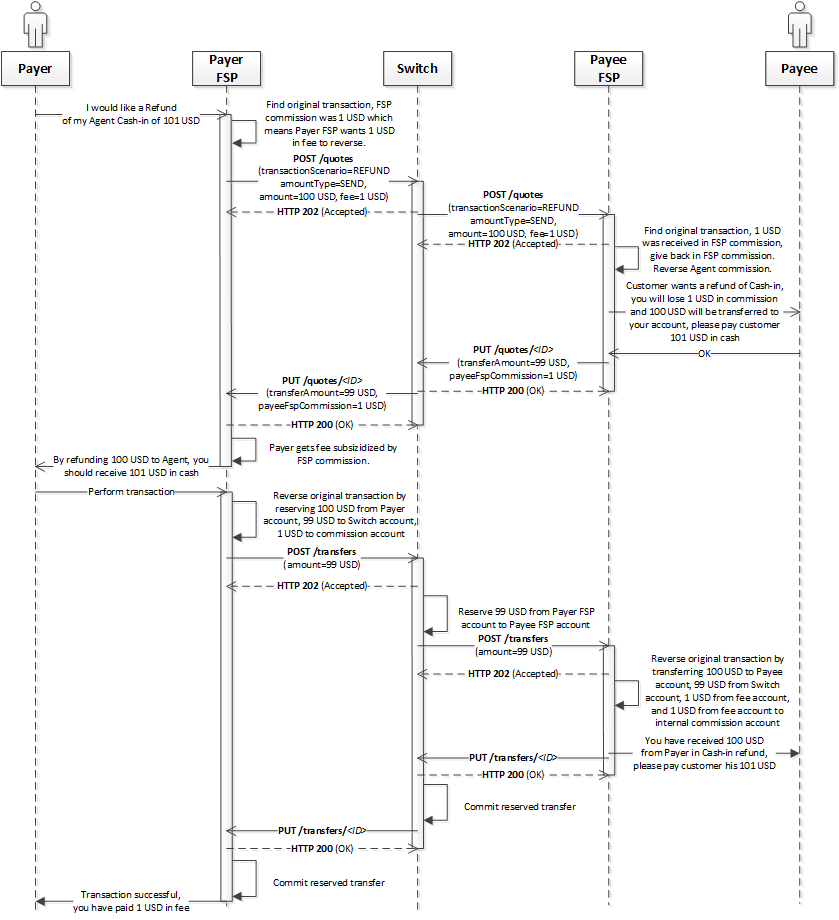 Payer
Payer
FSP
Switch
Payee
FSP
Payee
I would like a Refund
of my Agent Cash-in of 101 USD
Find original transaction, FSP
commission was 1 USD which
means Payer FSP wants 1 USD
in fee to reverse.
POST /quotes
(transactionScenario=REFUND
amountType=SEND,
amount=100 USD, fee=1 USD)
HTTP 202 (Accepted)
POST /quotes
(transactionScenario=REFUND
amountType=SEND,
amount=100 USD, fee=1 USD)
HTTP 202 (Accepted)
Find original transaction, 1 USD
was received in FSP commission,
give back in FSP commission.
Reverse Agent commission.
Customer wants a refund of Cash-in,
you will lose 1 USD in commission
and 100 USD will be transferred to
your account, please pay customer
101 USD in cash
OK
PUT /quotes/<ID>
(transferAmount=99 USD,
payeeFspCommission=1 USD)
HTTP 200 (OK)
PUT /quotes/<ID>
(transferAmount=99 USD,
payeeFspCommission=1 USD)
HTTP 200 (OK)
Payer gets fee subsizidized by
FSP commission.
By refunding 100 USD to Agent, you
should receive 101 USD in cash
Perform transaction
Reverse original transaction by
reserving 100 USD from Payer
account, 99 USD to Switch account,
1 USD to commission account
POST /transfers
(amount=99 USD)
HTTP 202 (Accepted)
Reserve 99 USD from Payer FSP
account to Payee FSP account
POST /transfers
(amount=99 USD)
HTTP 202 (Accepted)
Reverse original transaction by
transferring 100 USD to Payee
account, 99 USD from Switch
account, 1 USD from fee account,
and 1 USD from fee account to
internal commission account
You have received 100 USD
from Payer in Cash-in refund,
please pay customer his 101 USD
PUT /transfers/<ID>
HTTP 200 (OK)
Commit reserved transfer
PUT /transfers/<ID>
HTTP 200 (OK)
Commit reserved transfer
Transaction successful,
you have paid 1 USD in fee